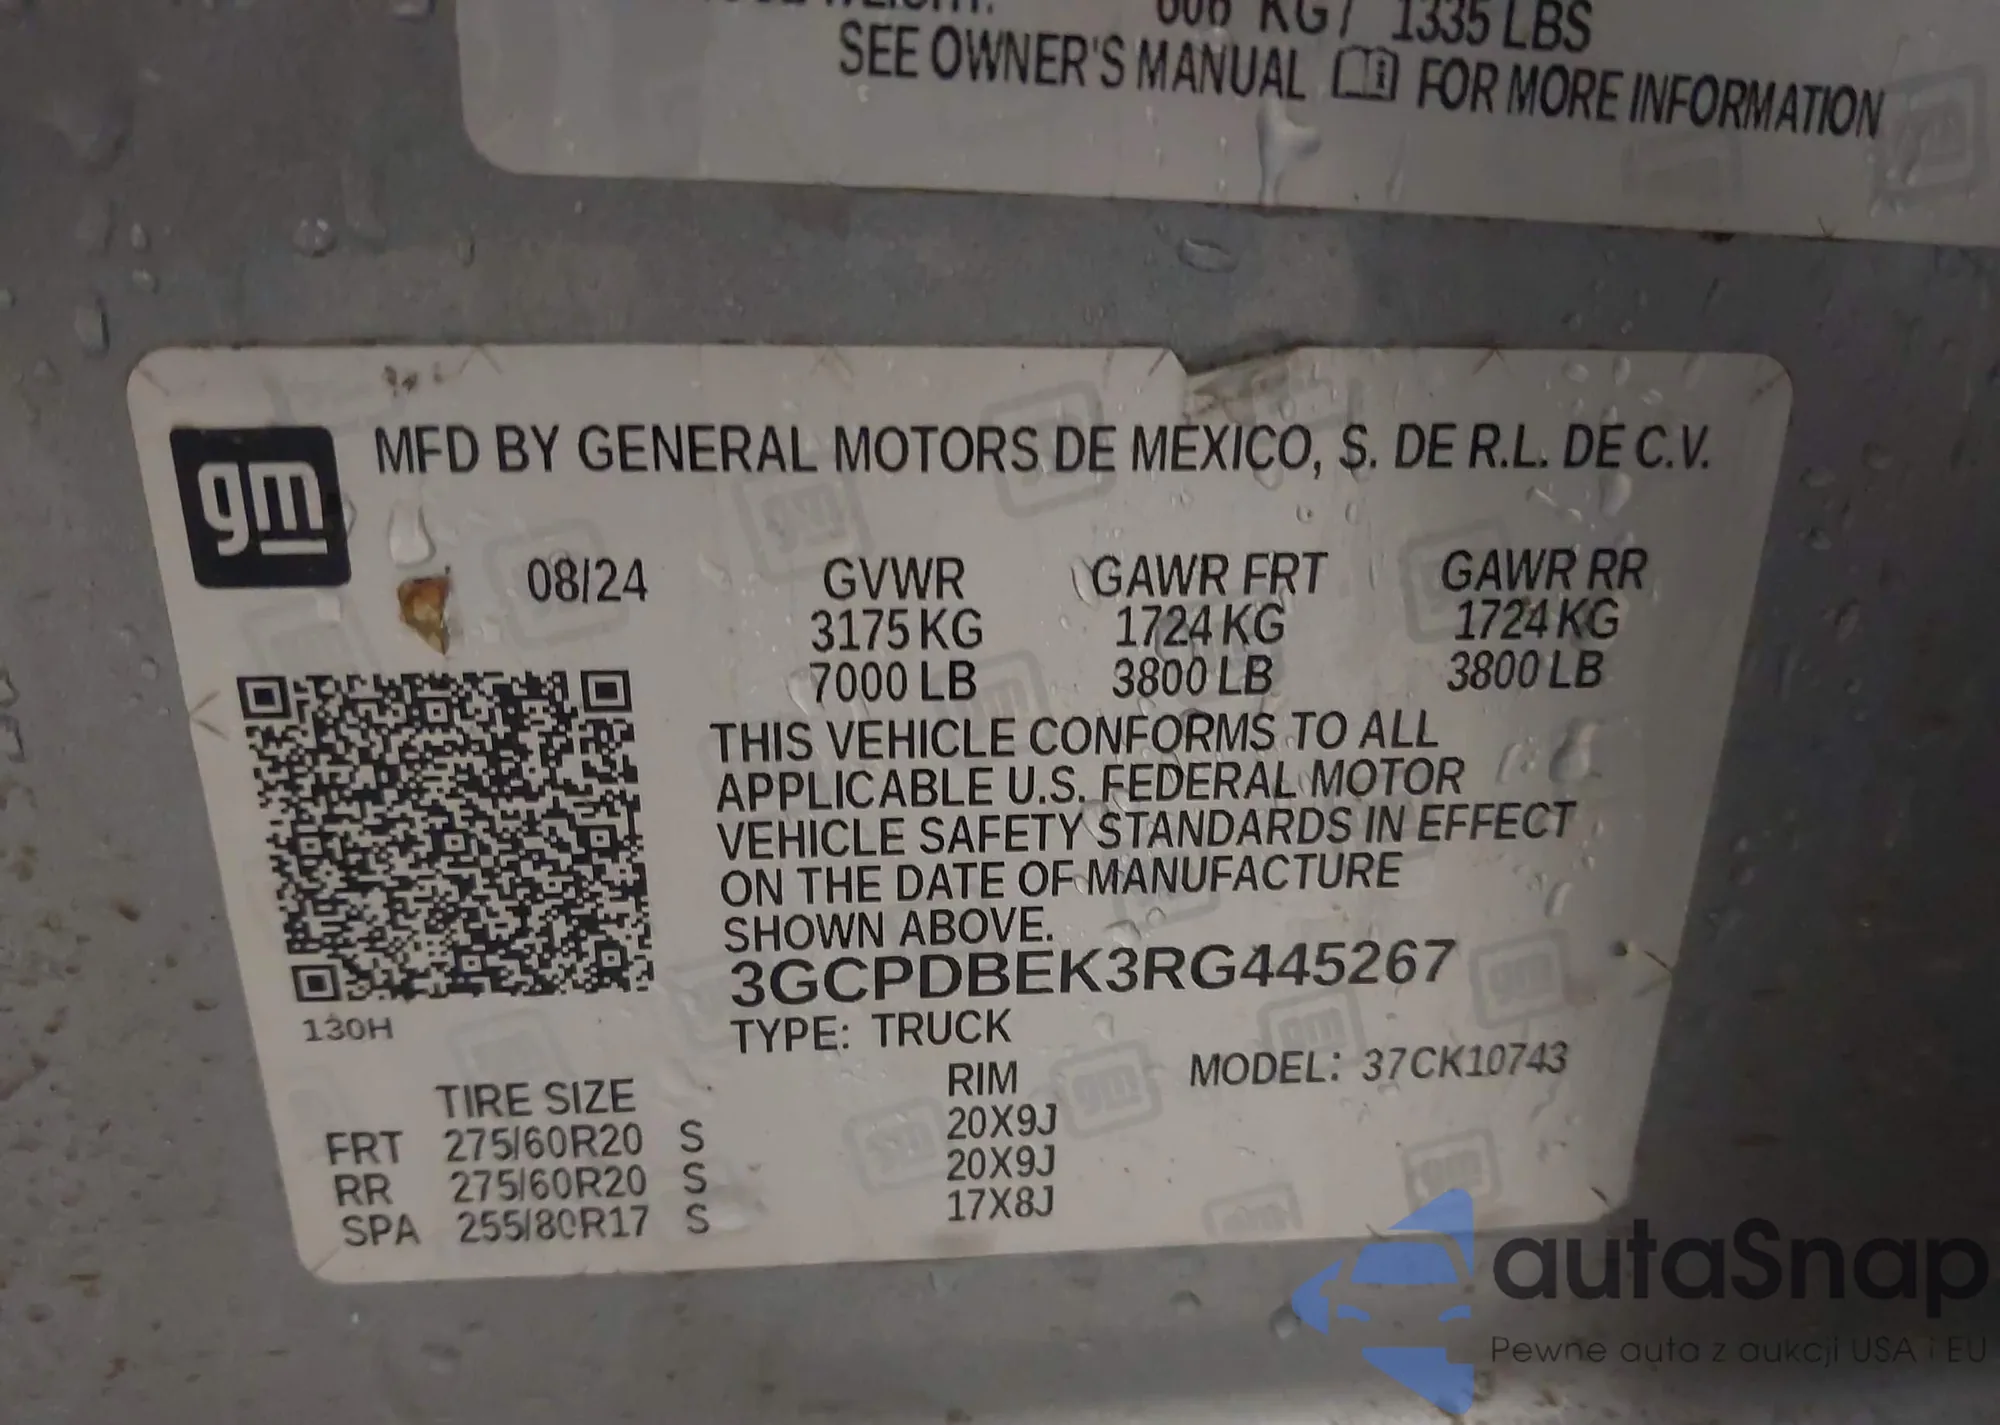 606 KG / 1335 LBS
SEE OWNER'S MANUAL FOR MORE INFORMATION
gm
MFD BY GENERAL MOTORS DE MEXICO, S. DE R.L. DE C.V.
08/24 GVWR GAWR FRT GAWR RR
3175 KG 1724 KG 1724 KG
7000 LB 3800 LB 3800 LB
THIS VEHICLE CONFORMS TO ALL
APPLICABLE U.S. FEDERAL MOTOR
VEHICLE SAFETY STANDARDS IN EFFECT
ON THE DATE OF MANUFACTURE
SHOWN ABOVE.
3GCPDBEK3RG445267
130H
TYPE: TRUCK
MODEL: 37CK10743
TIRE SIZE RIM
FRT 275/60R20 S 20X9J
RR 275/60R20 S 20X9J
SPA 255/80R17 S 17X8J
autaSnap
Pewne auta z aukcji USA i EU